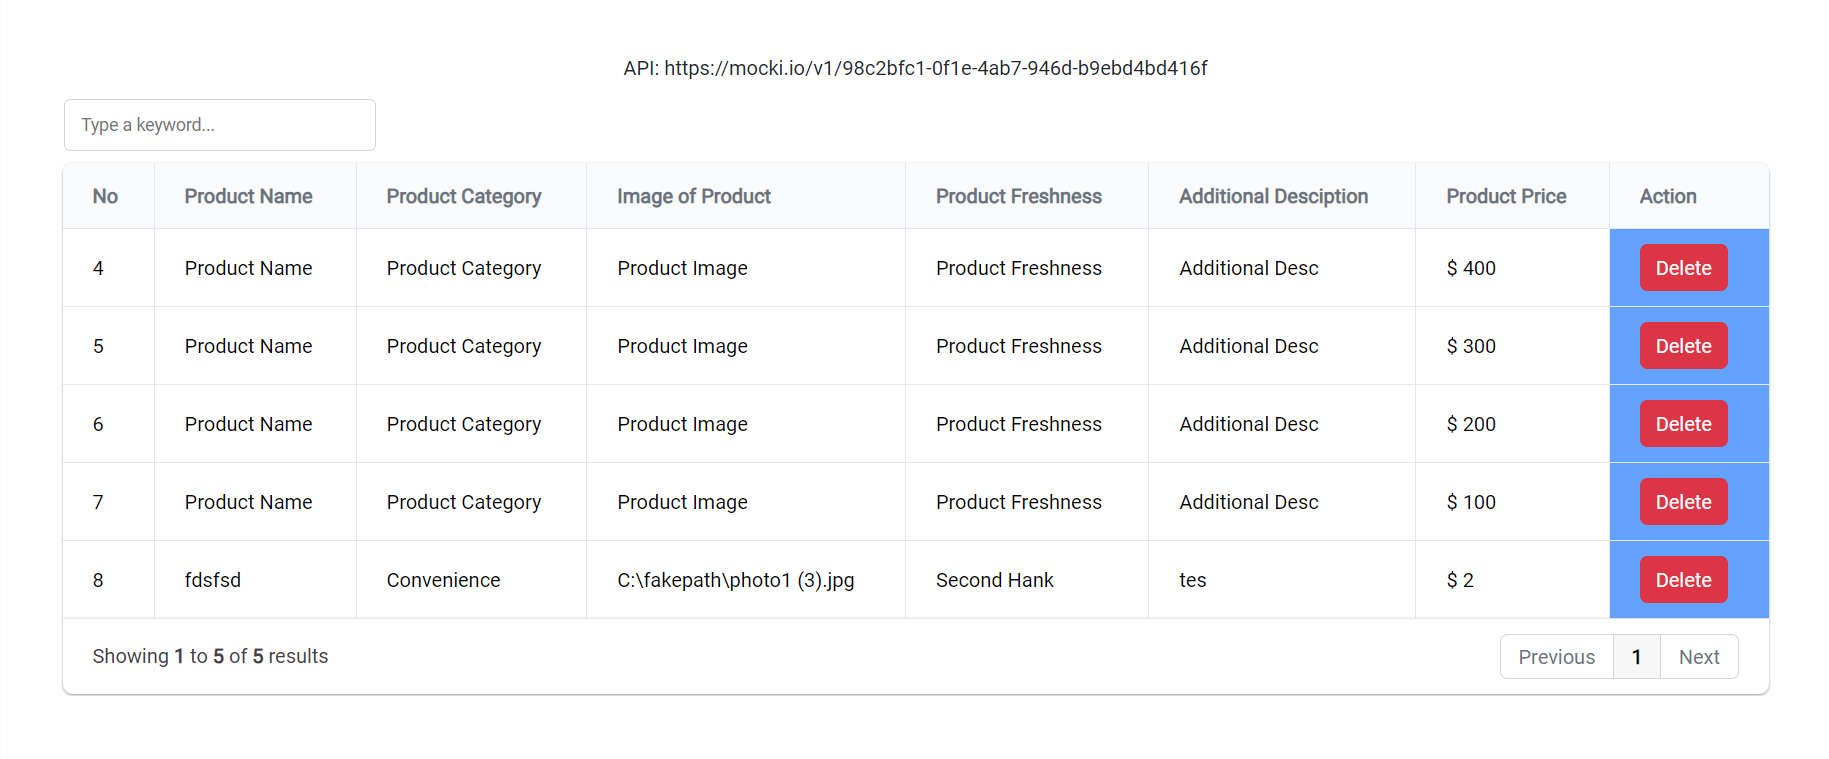 API: https://mocki.io/v1/98c2bfc1-0f1e-4ab7-946d-b9ebd4bd416f
Type a keyword...
No Product Name Product Category Image of Product Product Freshness Additional Desciption Product Price Action
4 Product Name Product Category Product Image Product Freshness Additional Desc $ 400 Delete
5 Product Name Product Category Product Image Product Freshness Additional Desc $ 300 Delete
6 Product Name Product Category Product Image Product Freshness Additional Desc $ 200 Delete
7 Product Name Product Category Product Image Product Freshness Additional Desc $ 100 Delete
8 fdsfsd Convenience C:\fakepath\photo1 (3).jpg Second Hank tes $ 2 Delete
Showing 1 to 5 of 5 results Previous 1 Next